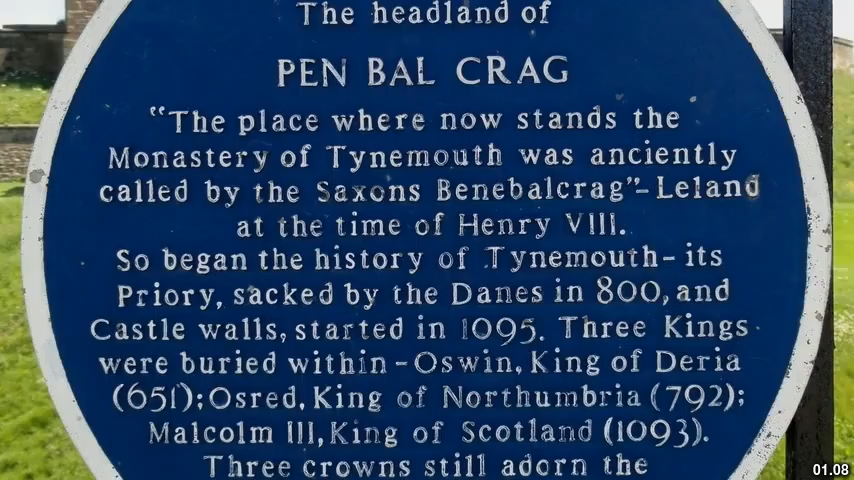 The headland of
PEN BAL CRAG
"The place where now stands the
Monastery of Tynemouth was anciently
called by the Saxons Benebalcrag"- Leland
at the time of Henry VIII.
So began the history of Tynemouth- its
Priory, sacked by the Danes in 800, and
Castle walls, started in 1095. Three Kings
were buried within - Oswin, King of Deria
(651); Osred, King of Northumbria (792);
Malcolm III, King of Scotland (1093).
Three crowns still adorn the
01.08